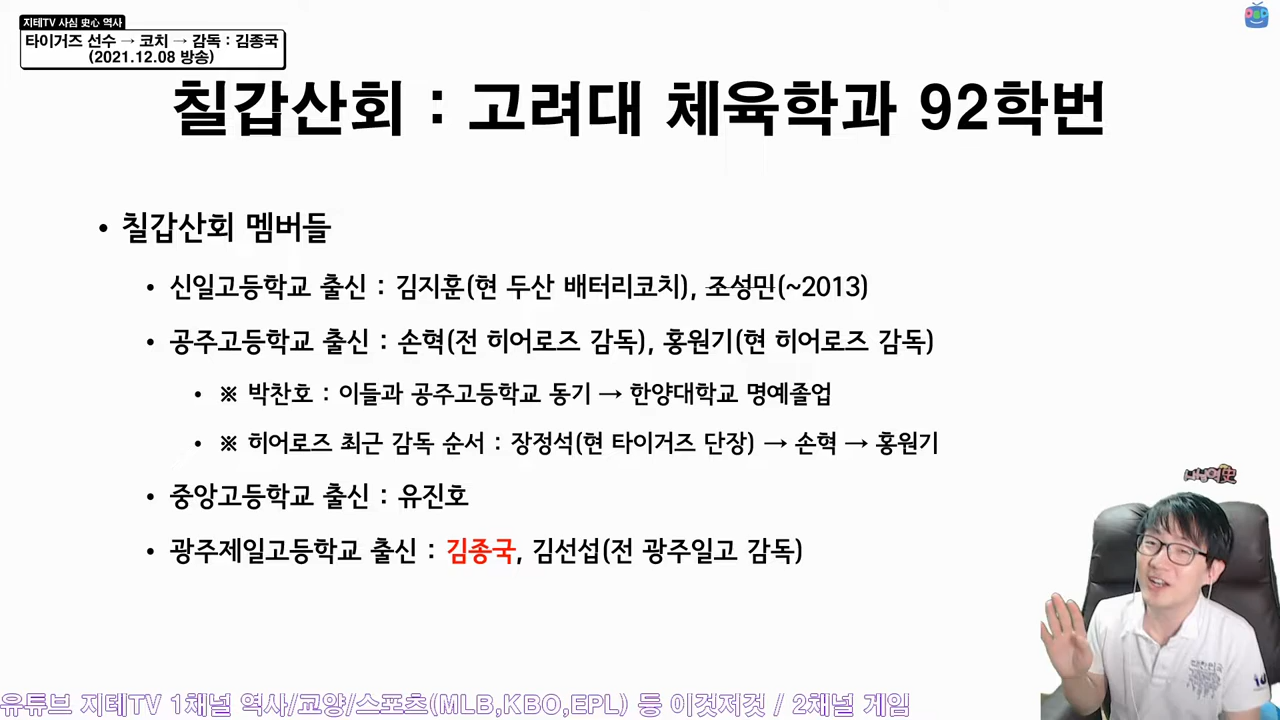 지테TV 사심 史心 역사
타이거즈 선수 → 코치 → 감독 : 김종국
(2021.12.08 방송)
칠갑산회 : 고려대 체육학과 92학번
• 칠갑산회 멤버들
• 신일고등학교 출신 : 김지훈(현 두산 배터리코치), 조성민(~2013)
• 공주고등학교 출신 : 손혁(전 히어로즈 감독), 홍원기(현 히어로즈 감독)
• ※ 박찬호 : 이들과 공주고등학교 동기 → 한양대학교 명예졸업
• ※ 히어로즈 최근 감독 순서 : 장정석(현 타이거즈 단장) → 손혁 → 홍원기
• 중앙고등학교 출신 : 유진호
• 광주제일고등학교 출신 : 김종국, 김선섭(전 광주일고 감독)
사심역史
대한민국
유튜브 지테TV 1채널 역사/교양/스포츠(MLB,KBO,EPL) 등 이것저것 / 2채널 게임